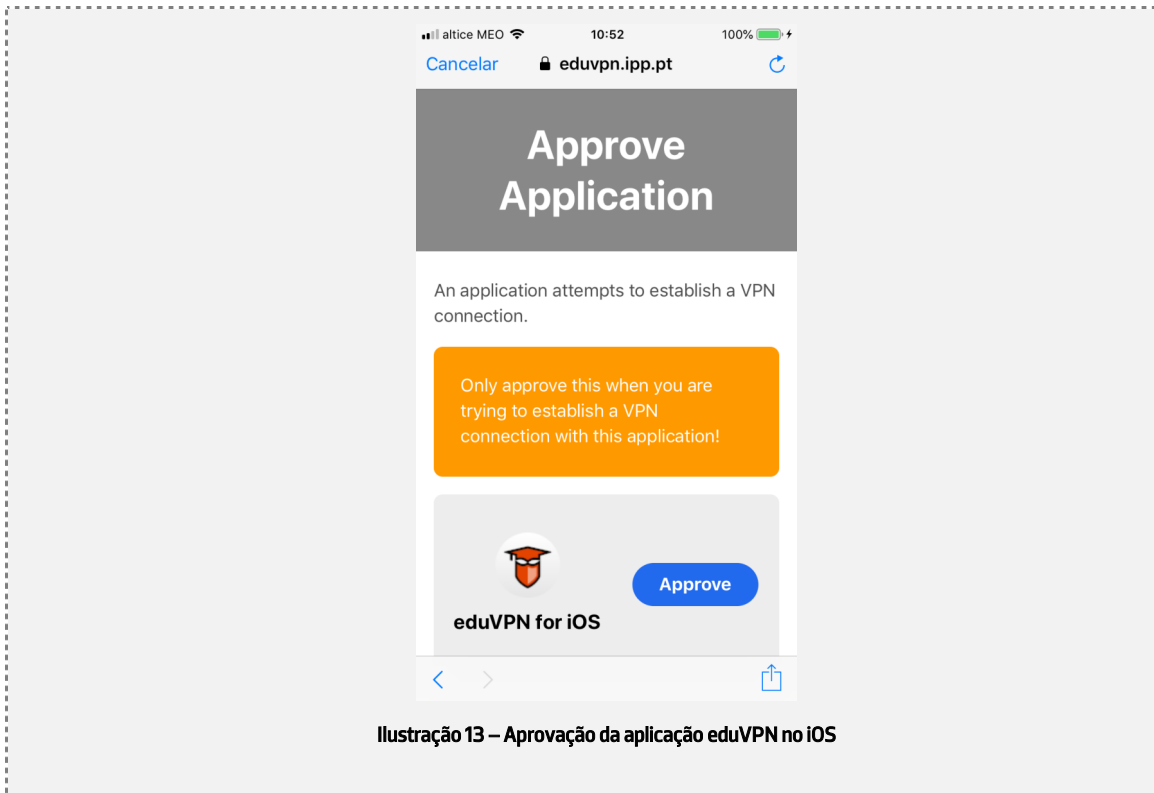 altice MEO 10:52 100%
Cancelar eduvpn.ipp.pt
Approve
Application
An application attempts to establish a VPN
connection.
Only approve this when you are
trying to establish a VPN
connection with this application!
Approve
eduVPN for iOS
Ilustração 13 – Aprovação da aplicação eduVPN no iOS